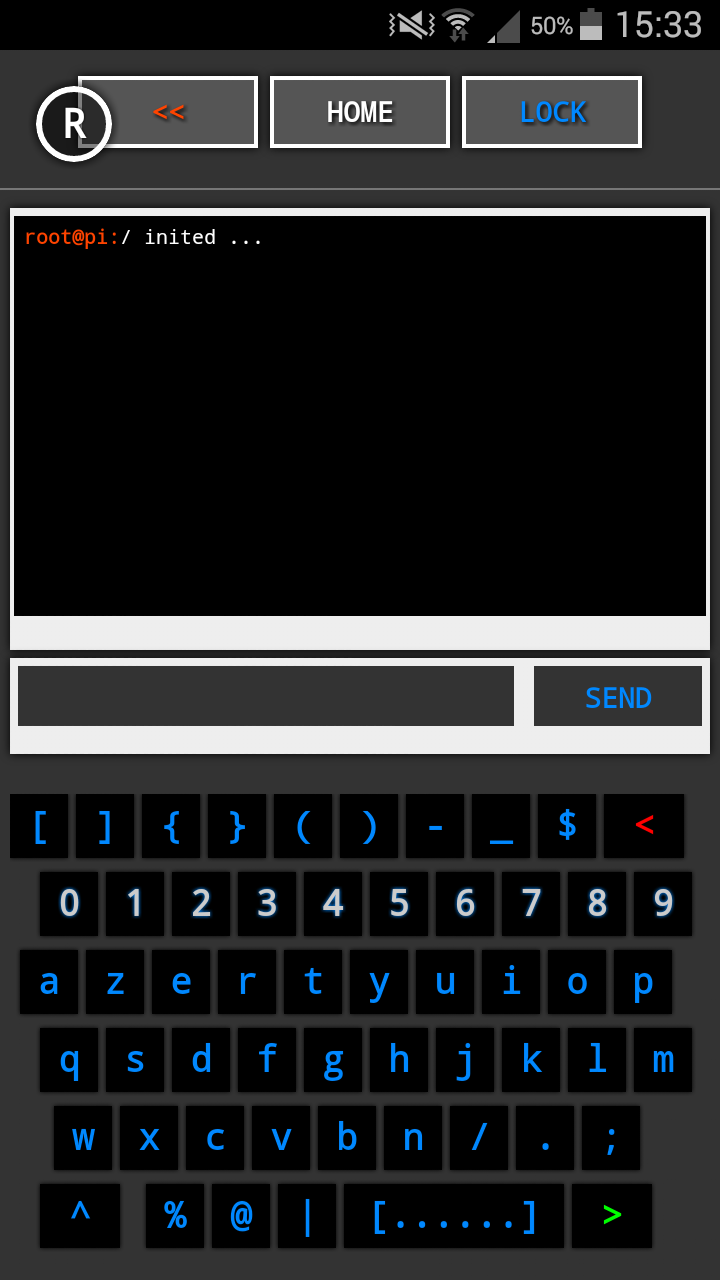 50% 15:33
R << HOME LOCK
root@pi:/ inited ...
SEND
[ ] { } ( ) - _ $ <
0 1 2 3 4 5 6 7 8 9
a z e r t y u i o p
q s d f g h j k l m
w x c v b n / . ;
^ % @ | [......] >